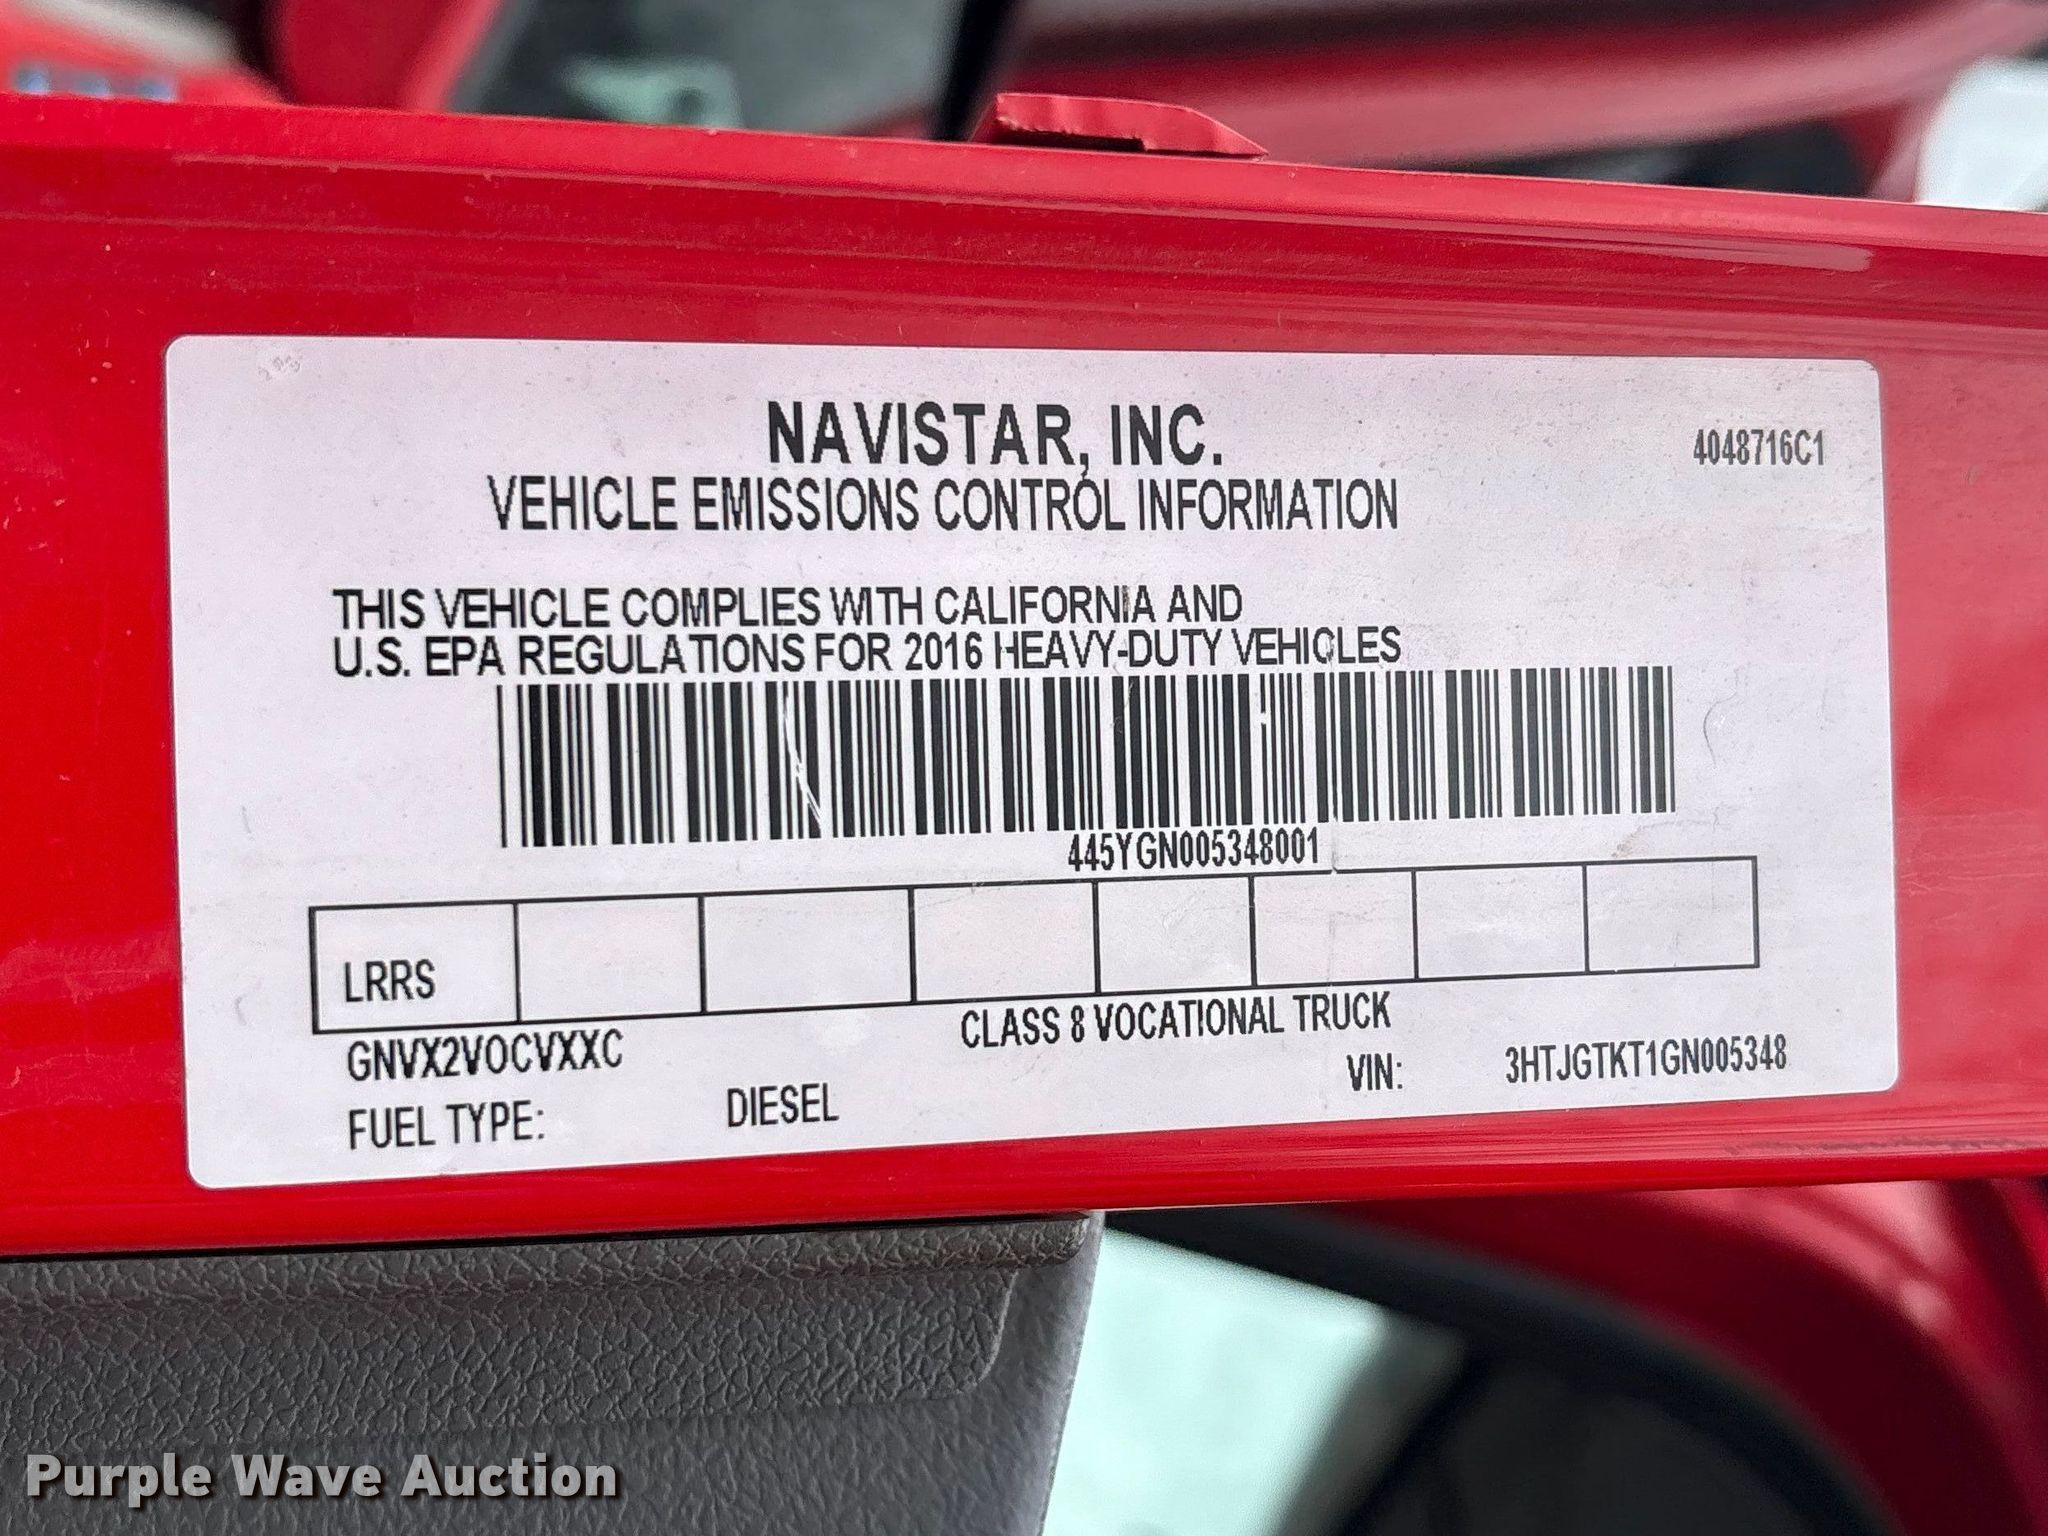 NAVISTAR, INC.
4048716C1
VEHICLE EMISSIONS CONTROL INFORMATION
THIS VEHICLE COMPLIES WITH CALIFORNIA AND
U.S. EPA REGULATIONS FOR 2016 HEAVY-DUTY VEHICLES
445YGN005348001
LRRS
GNVX2VOCVXXC
CLASS 8 VOCATIONAL TRUCK
FUEL TYPE: DIESEL
VIN: 3HTJGTKT1GN005348
Purple Wave Auction